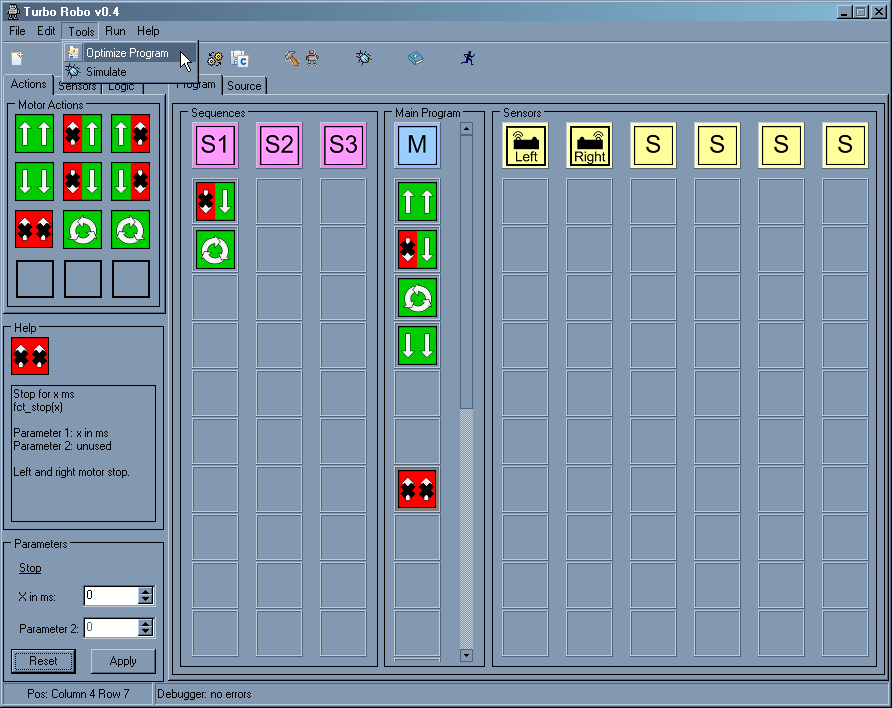 Turbo Robo v0.4
File Edit Tools Run Help
Optimize Program
Simulate
Actions Sensors Logic Program Source
Motor Actions
Sequences
Main Program
Sensors
S1 S2 S3 M Left Right S S S S
Help
Stop for x ms
fct_stop(x)
Parameter 1: x in ms
Parameter 2: unused
Left and right motor stop.
Parameters
Stop
X in ms: 0
Parameter 2: 0
Reset Apply
Pos: Column 4 Row 7 Debugger: no errors